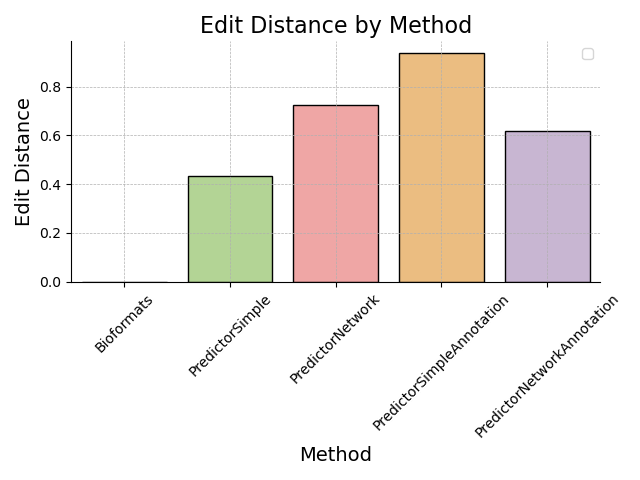 Edit Distance by Method
Edit Distance
0.8
0.6
0.4
0.2
0.0
Bioformats
PredictorSimple
PredictorNetwork
PredictorSimpleAnnotation
PredictorNetworkAnnotation
Method